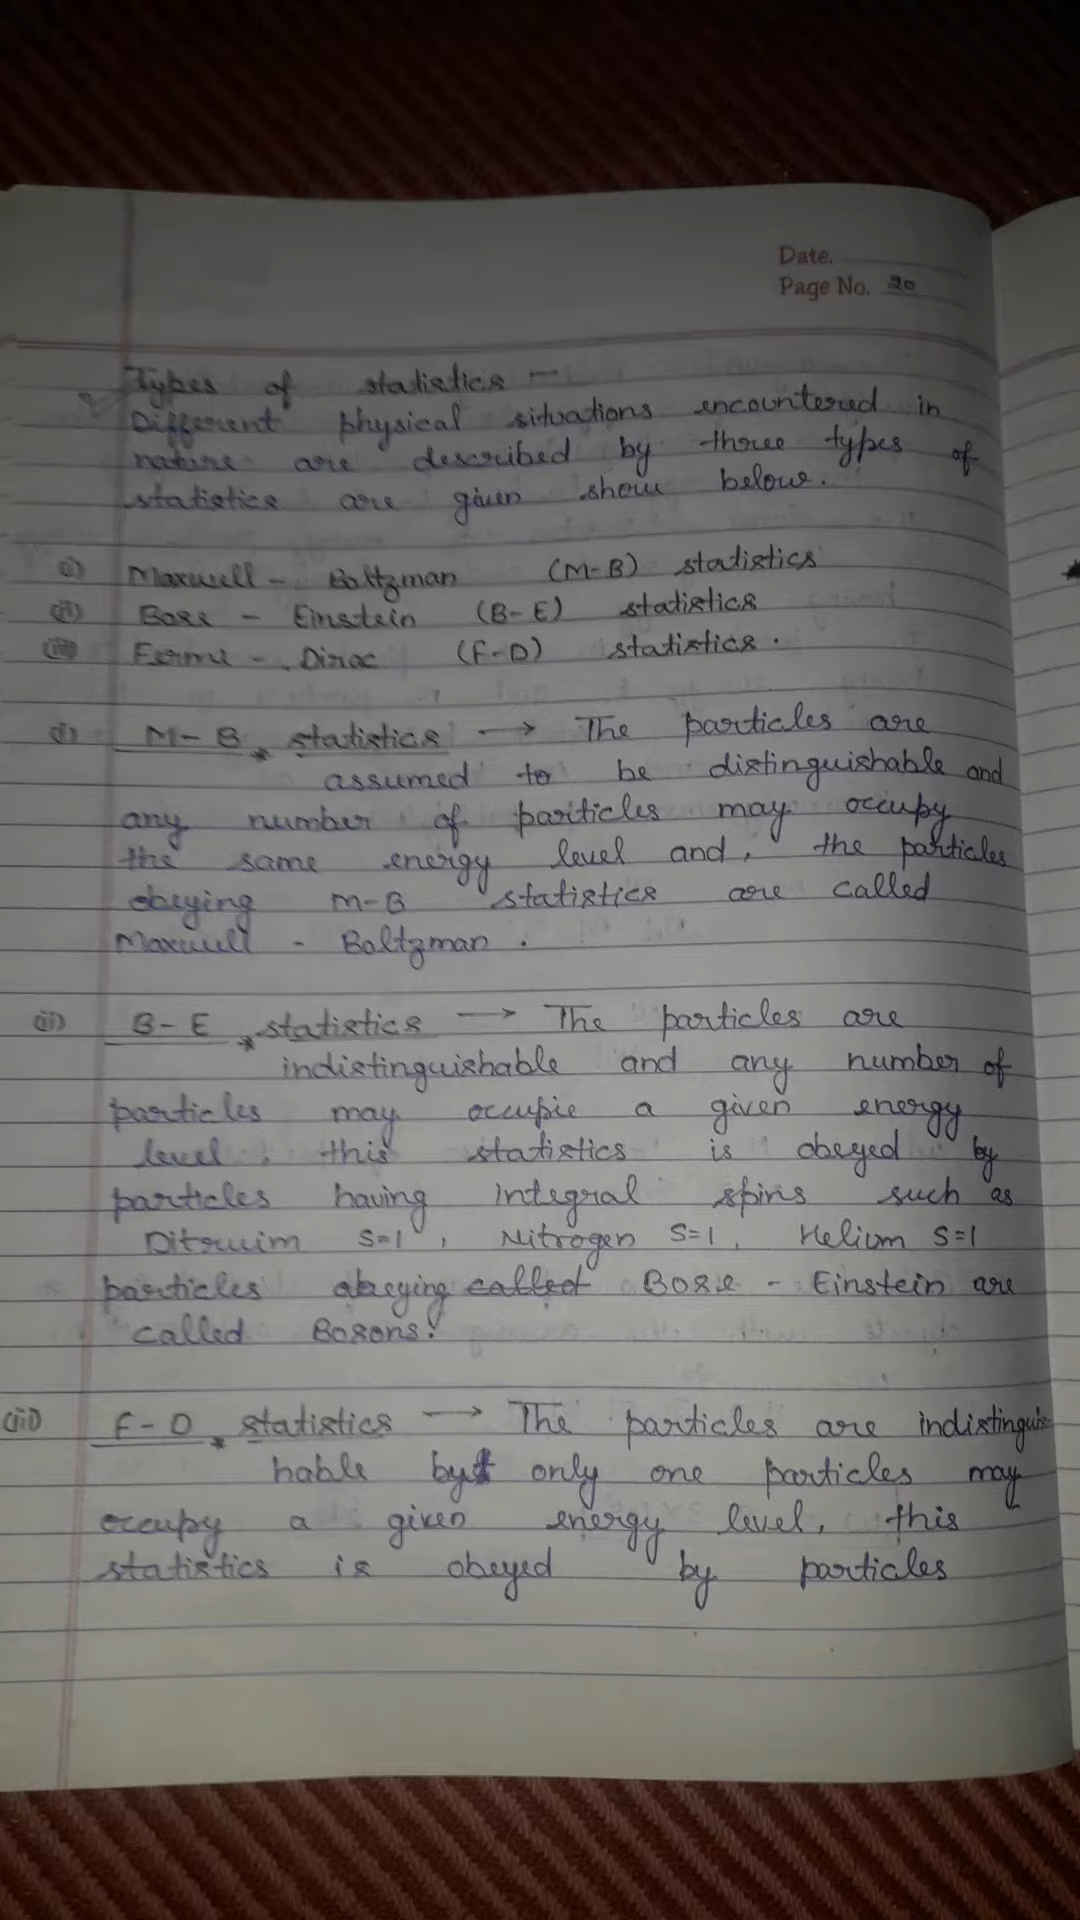 Date.
Page No. 20
Types of statistics -
Different physical situations encountered in
nature are described by three types of
statistics are given show below.
i) Maxwell - Boltzman (M-B) statistics
(ii) Bose - Einstein (B-E) statistics
(iii) Fermi - Dirac (F-D) statistics.
(i) M-B statistics → The particles are
assumed to be distinguishable and
any number of particles may occupy
the same energy level and, the particles
obeying M-B statistics are called
Maxwell - Boltzman.
(ii) B-E statistics → The particles are
indistinguishable and any number of
particles may occupie a given energy
level. this statistics is obeyed by
particles having integral spins such as
Ditruim S=1, Nitrogen S=1, Helium S=1
particles obeying called Bose - Einstein are
called Bosons.
(iii) F-D statistics → The particles are indistinguis
hable byt only one particles may
occupy a given energy level, this
statistics is obeyed by particles